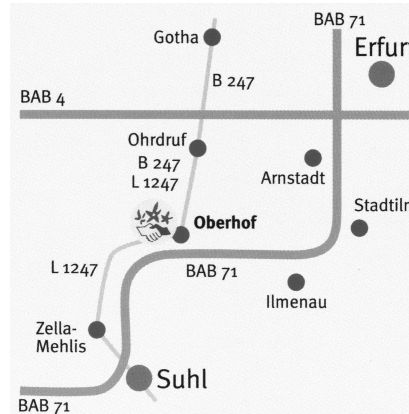 BAB 71
Gotha
Erfur
B 247
BAB 4
Ohrdruf
B 247
L 1247
Arnstadt
Stadtilm
Oberhof
L 1247
BAB 71
Ilmenau
Zella-
Mehlis
Suhl
BAB 71